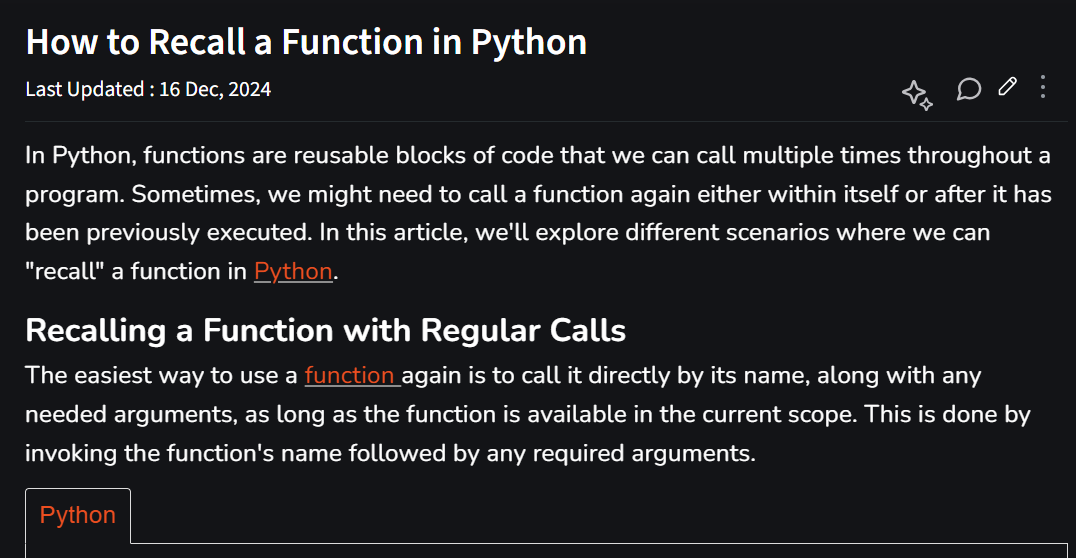 How to Recall a Function in Python
Last Updated : 16 Dec, 2024
In Python, functions are reusable blocks of code that we can call multiple times throughout a
program. Sometimes, we might need to call a function again either within itself or after it has
been previously executed. In this article, we'll explore different scenarios where we can
"recall" a function in Python.
Recalling a Function with Regular Calls
The easiest way to use a function again is to call it directly by its name, along with any
needed arguments, as long as the function is available in the current scope. This is done by
invoking the function's name followed by any required arguments.
Python